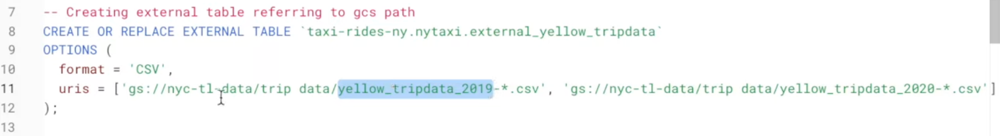 7 -- Creating external table referring to gcs path
8 CREATE OR REPLACE EXTERNAL TABLE `taxi-rides-ny.nytaxi.external_yellow_tripdata`
9 OPTIONS (
10 format = 'CSV',
11 uris = ['gs://nyc-tl-data/trip data/yellow_tripdata_2019-*.csv', 'gs://nyc-tl-data/trip data/yellow_tripdata_2020-*.csv']
12 );
13